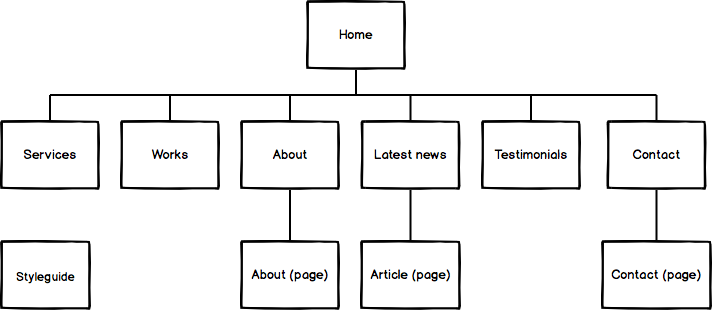 Home
Services
Works
About
Latest news
Testimonials
Contact
Styleguide
About (page)
Article (page)
Contact (page)